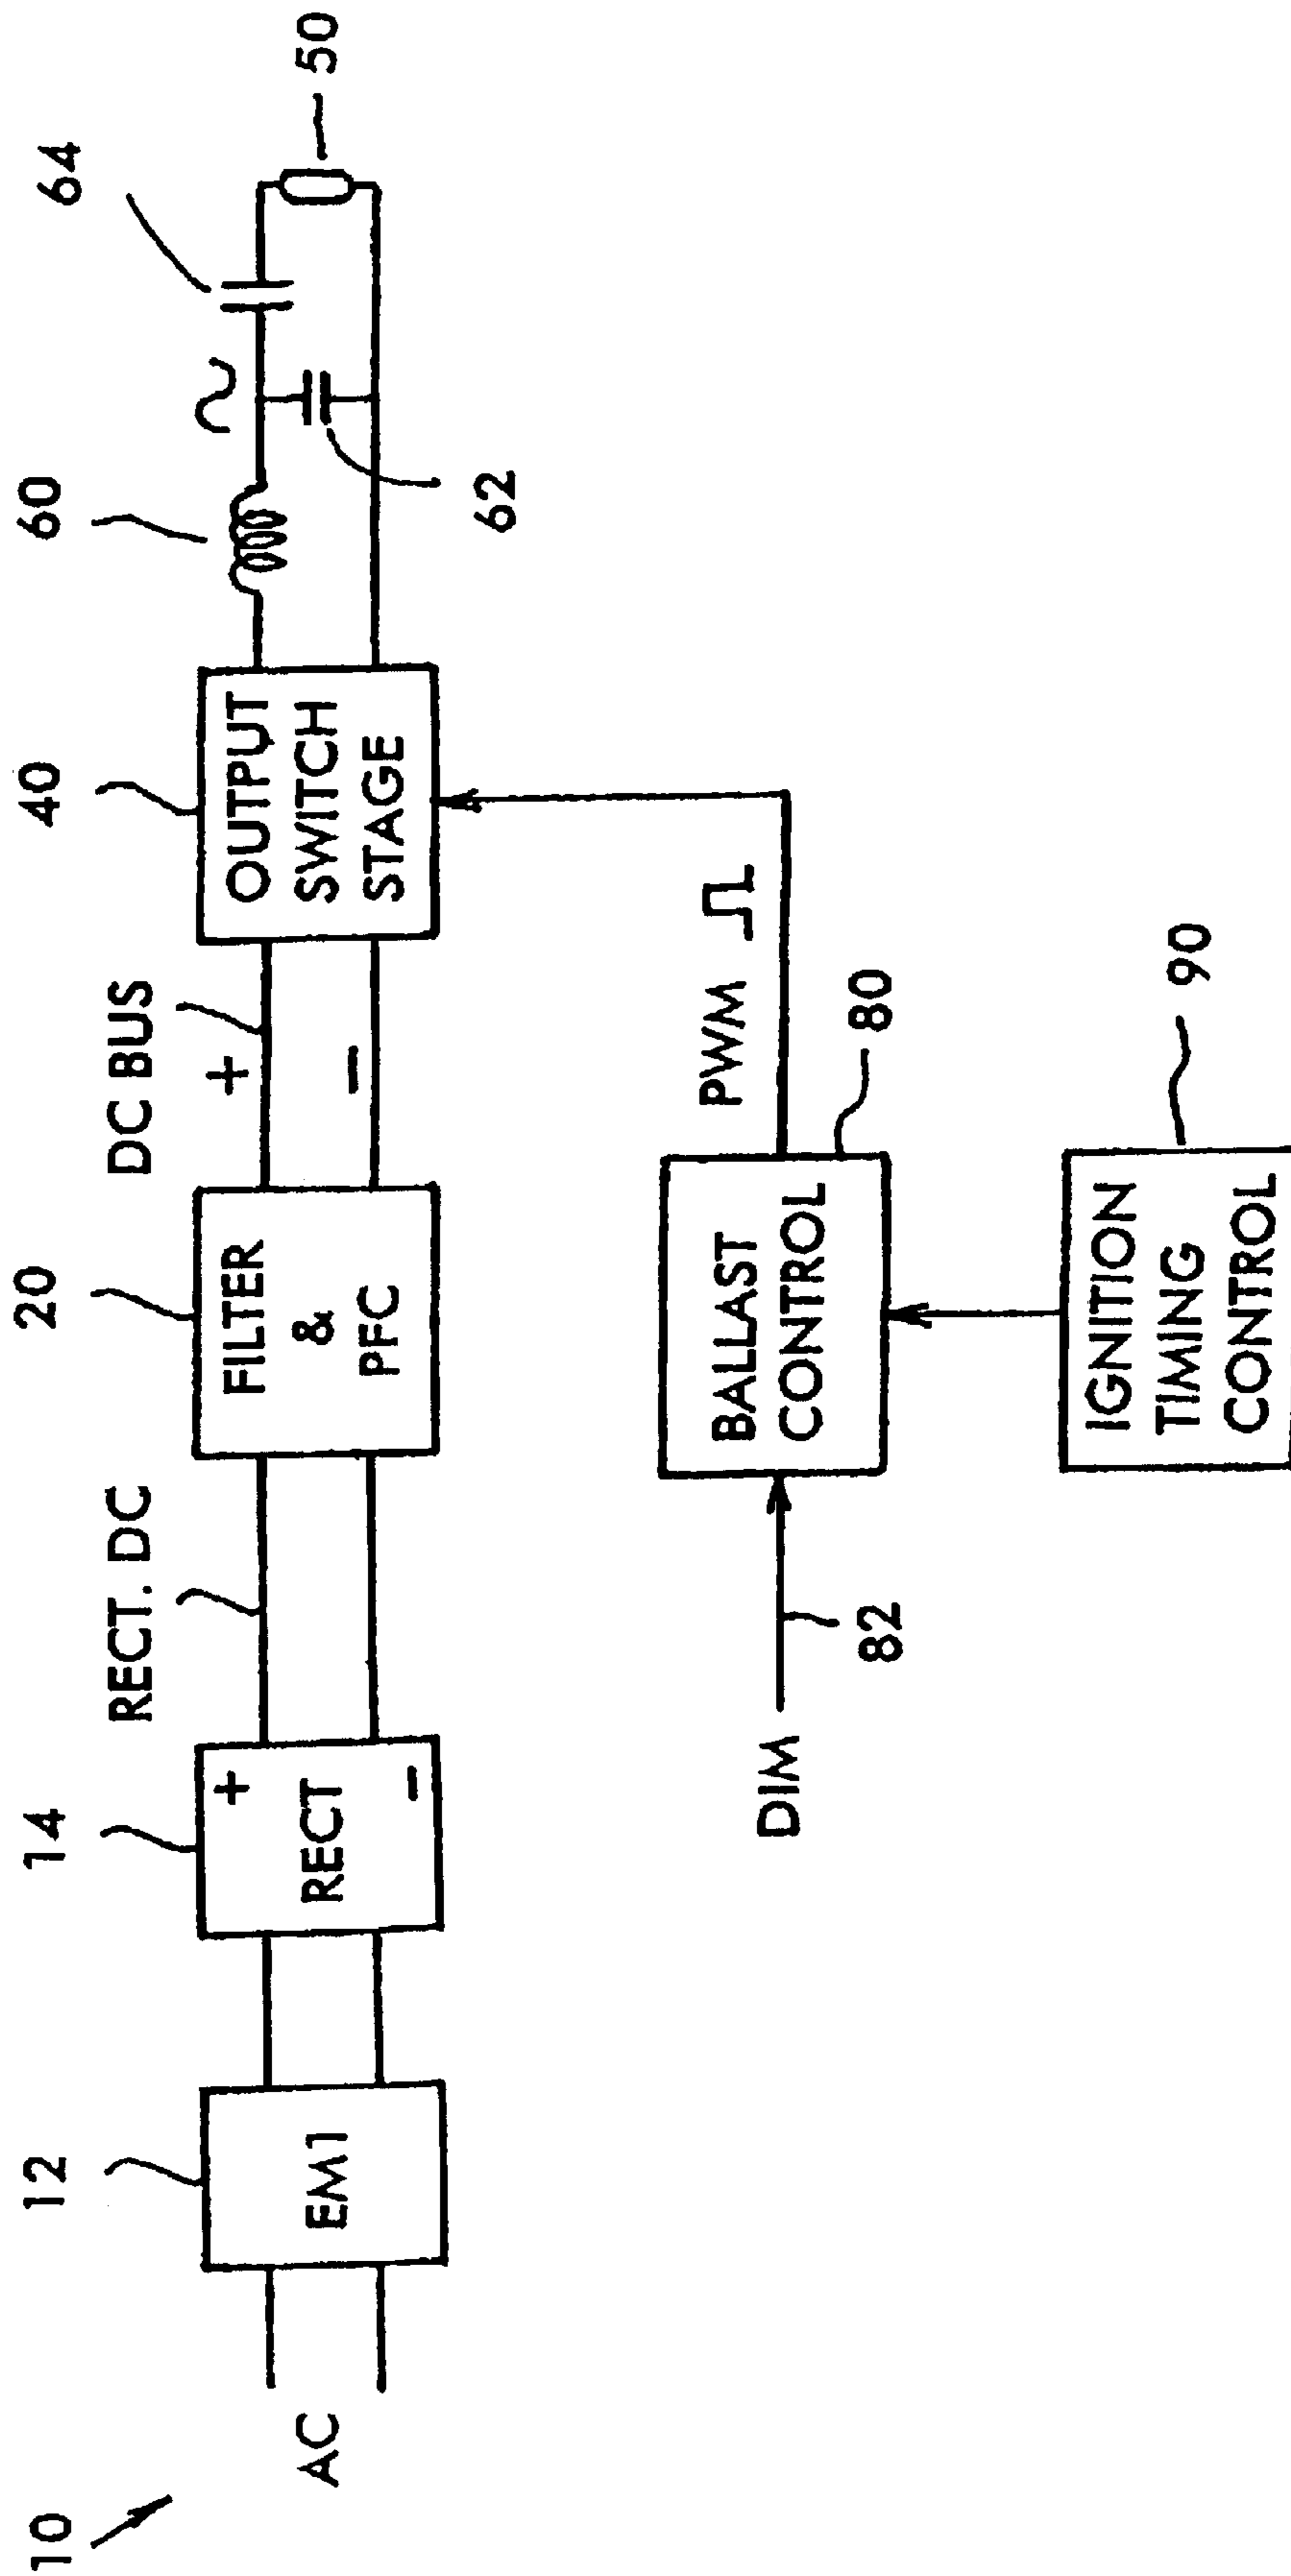 10
12
14
20
40
60
64
RECT. DC
DC BUS
AC
EMI
+
RECT
−
FILTER
&
PFC
+
−
OUTPUT
SWITCH
STAGE
50
62
DIM
82
BALLAST
CONTROL
PWM
80
IGNITION
TIMING
CONTROL
90